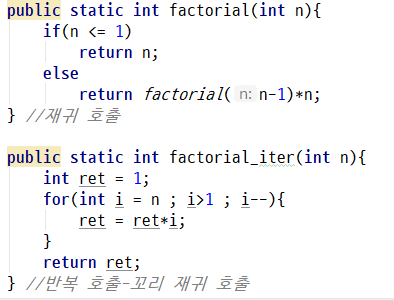 public static int factorial(int n){
    if(n <= 1)
        return n;
    else
        return factorial( n: n-1)*n;
} //재귀 호출
public static int factorial_iter(int n){
    int ret = 1;
    for(int i = n ; i>1 ; i--){
        ret = ret*i;
    }
    return ret;
} //반복 호출-꼬리 재귀 호출